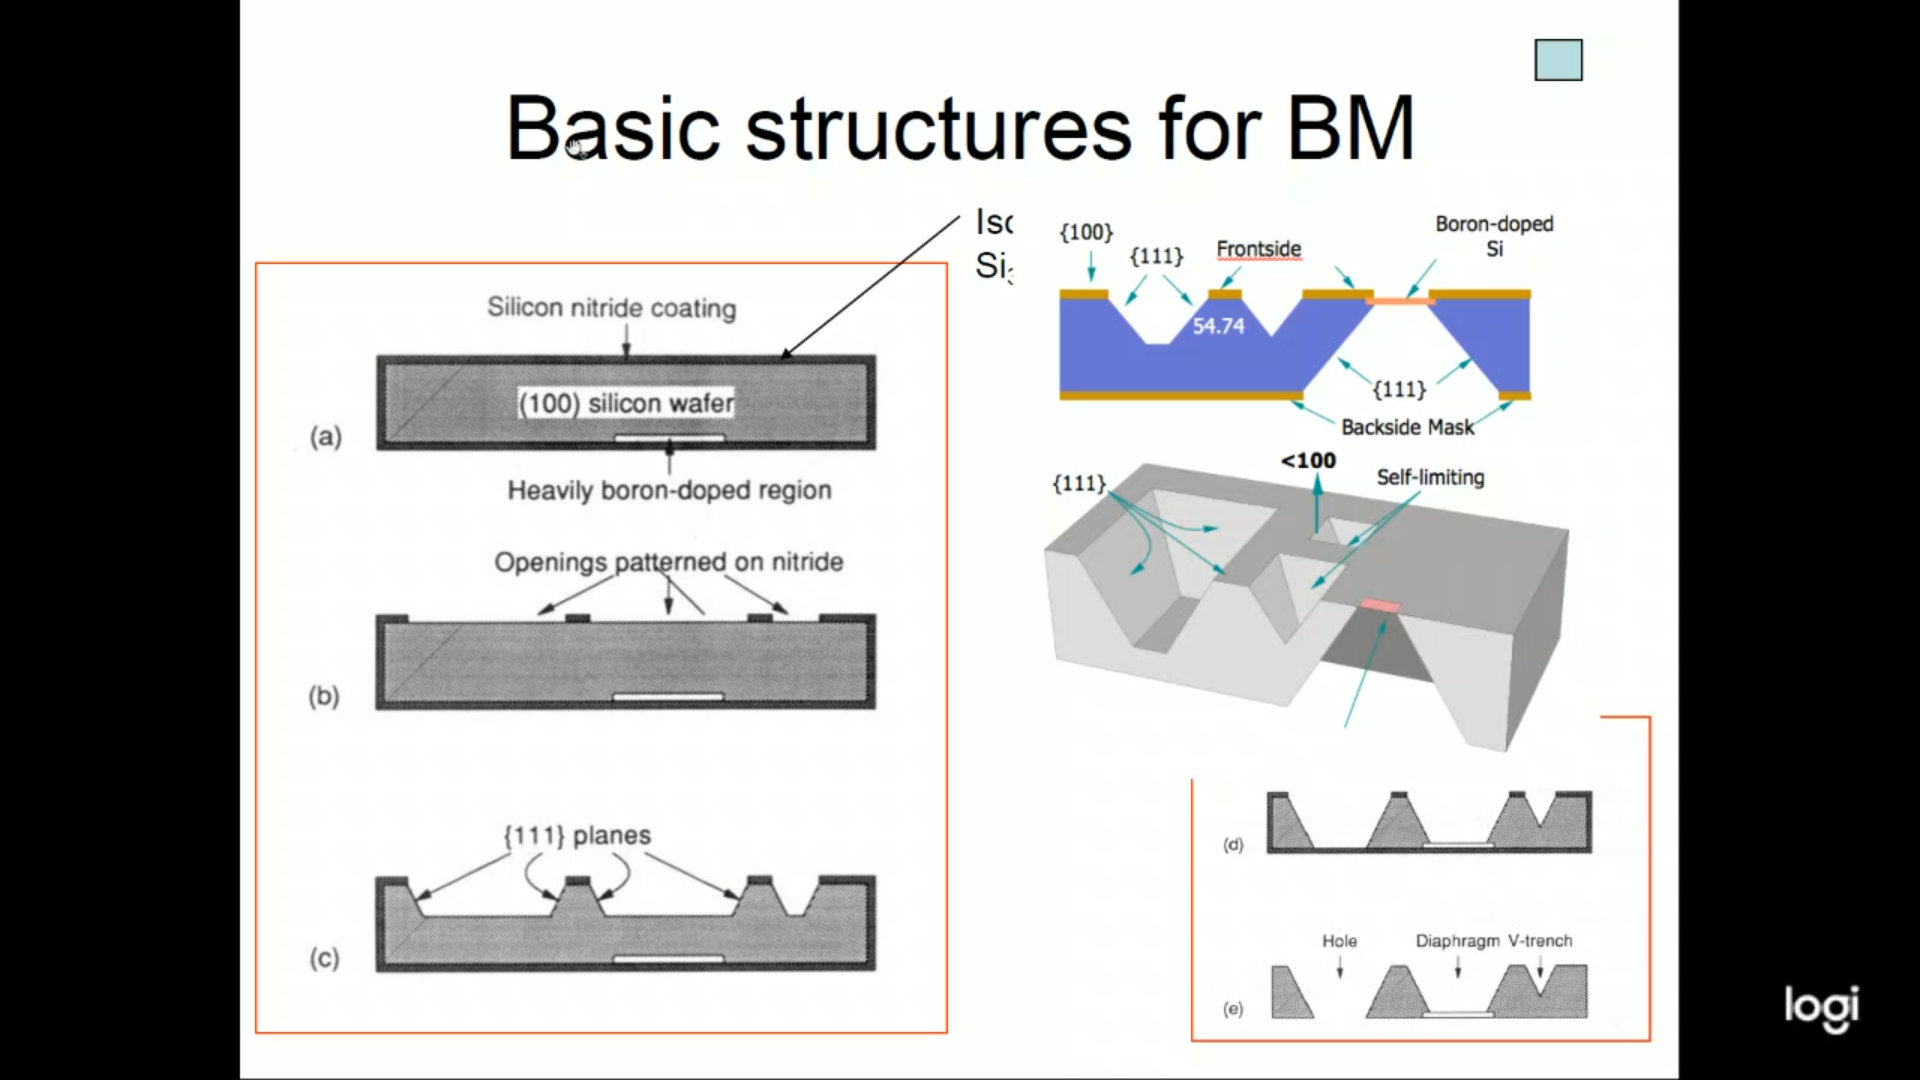 Basic structures for BM
Silicon nitride coating
(100) silicon wafer
(a)
Heavily boron-doped region
Openings patterned on nitride
(b)
{111} planes
(c)
{100}
{111}
Frontside
Boron-doped
Si
54.74
{111}
Backside Mask
<100
{111}
Self-limiting
(d)
Hole
Diaphragm
V-trench
(e)
logi